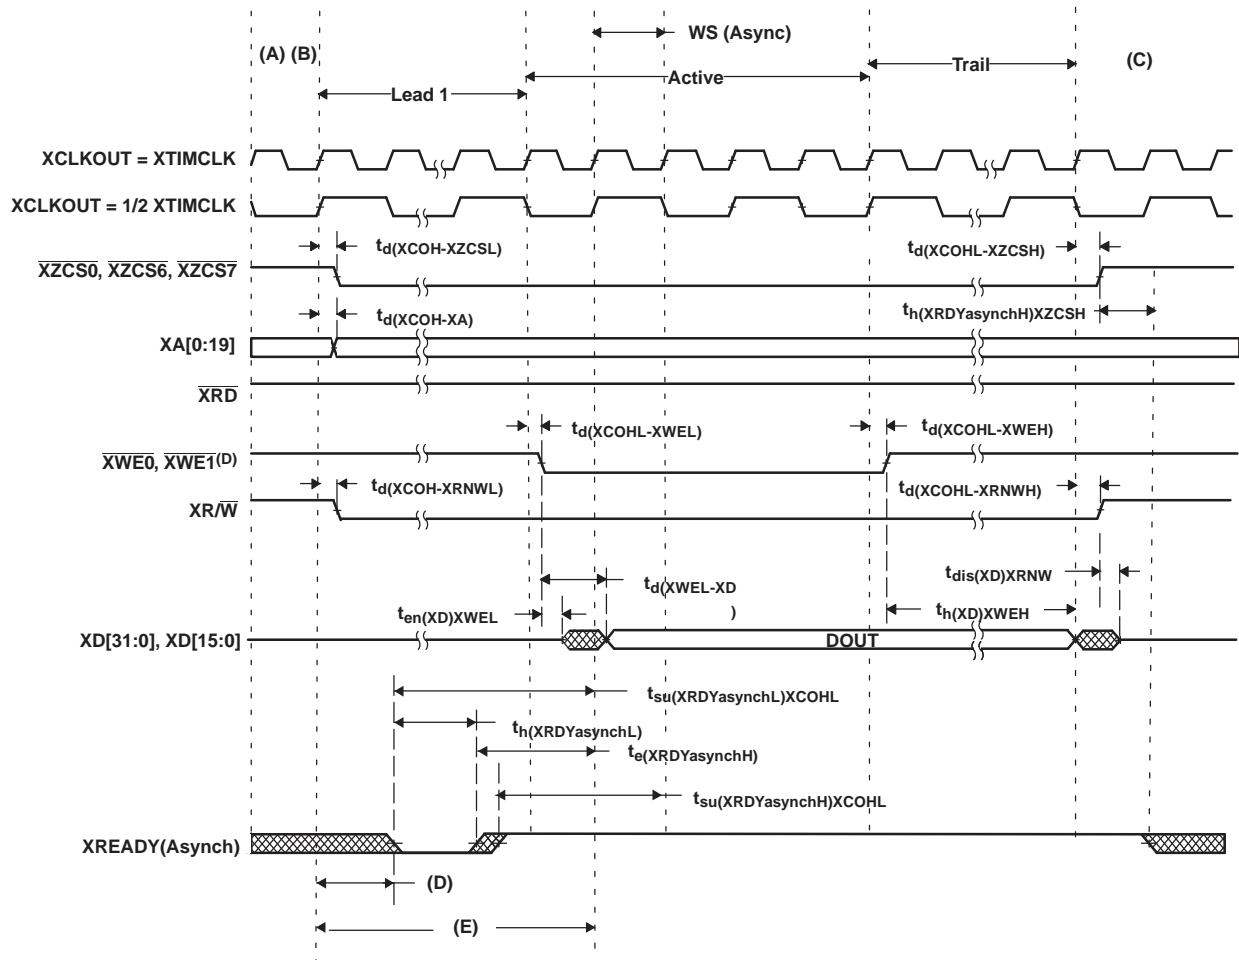 WS (Async)
(A) (B)
Trail
(C)
Active
Lead 1
XCLKOUT = XTIMCLK
XCLKOUT = 1/2 XTIMCLK
td(XCOH-XZCSL)
td(XCOHL-XZCSH)
XZCS0, XZCS6, XZCS7
td(XCOH-XA)
th(XRDYasynchH)XZCSH
XA[0:19]
XRD
td(XCOHL-XWEL)
td(XCOHL-XWEH)
XWE0, XWE1(D)
td(XCOH-XRNWL)
td(XCOHL-XRNWH)
XR/W
td(XWEL-XD
)
tdis(XD)XRNW
ten(XD)XWEL
th(XD)XWEH
XD[31:0], XD[15:0]
DOUT
tsu(XRDYasynchL)XCOHL
th(XRDYasynchL)
te(XRDYasynchH)
tsu(XRDYasynchH)XCOHL
XREADY(Asynch)
(D)
(E)